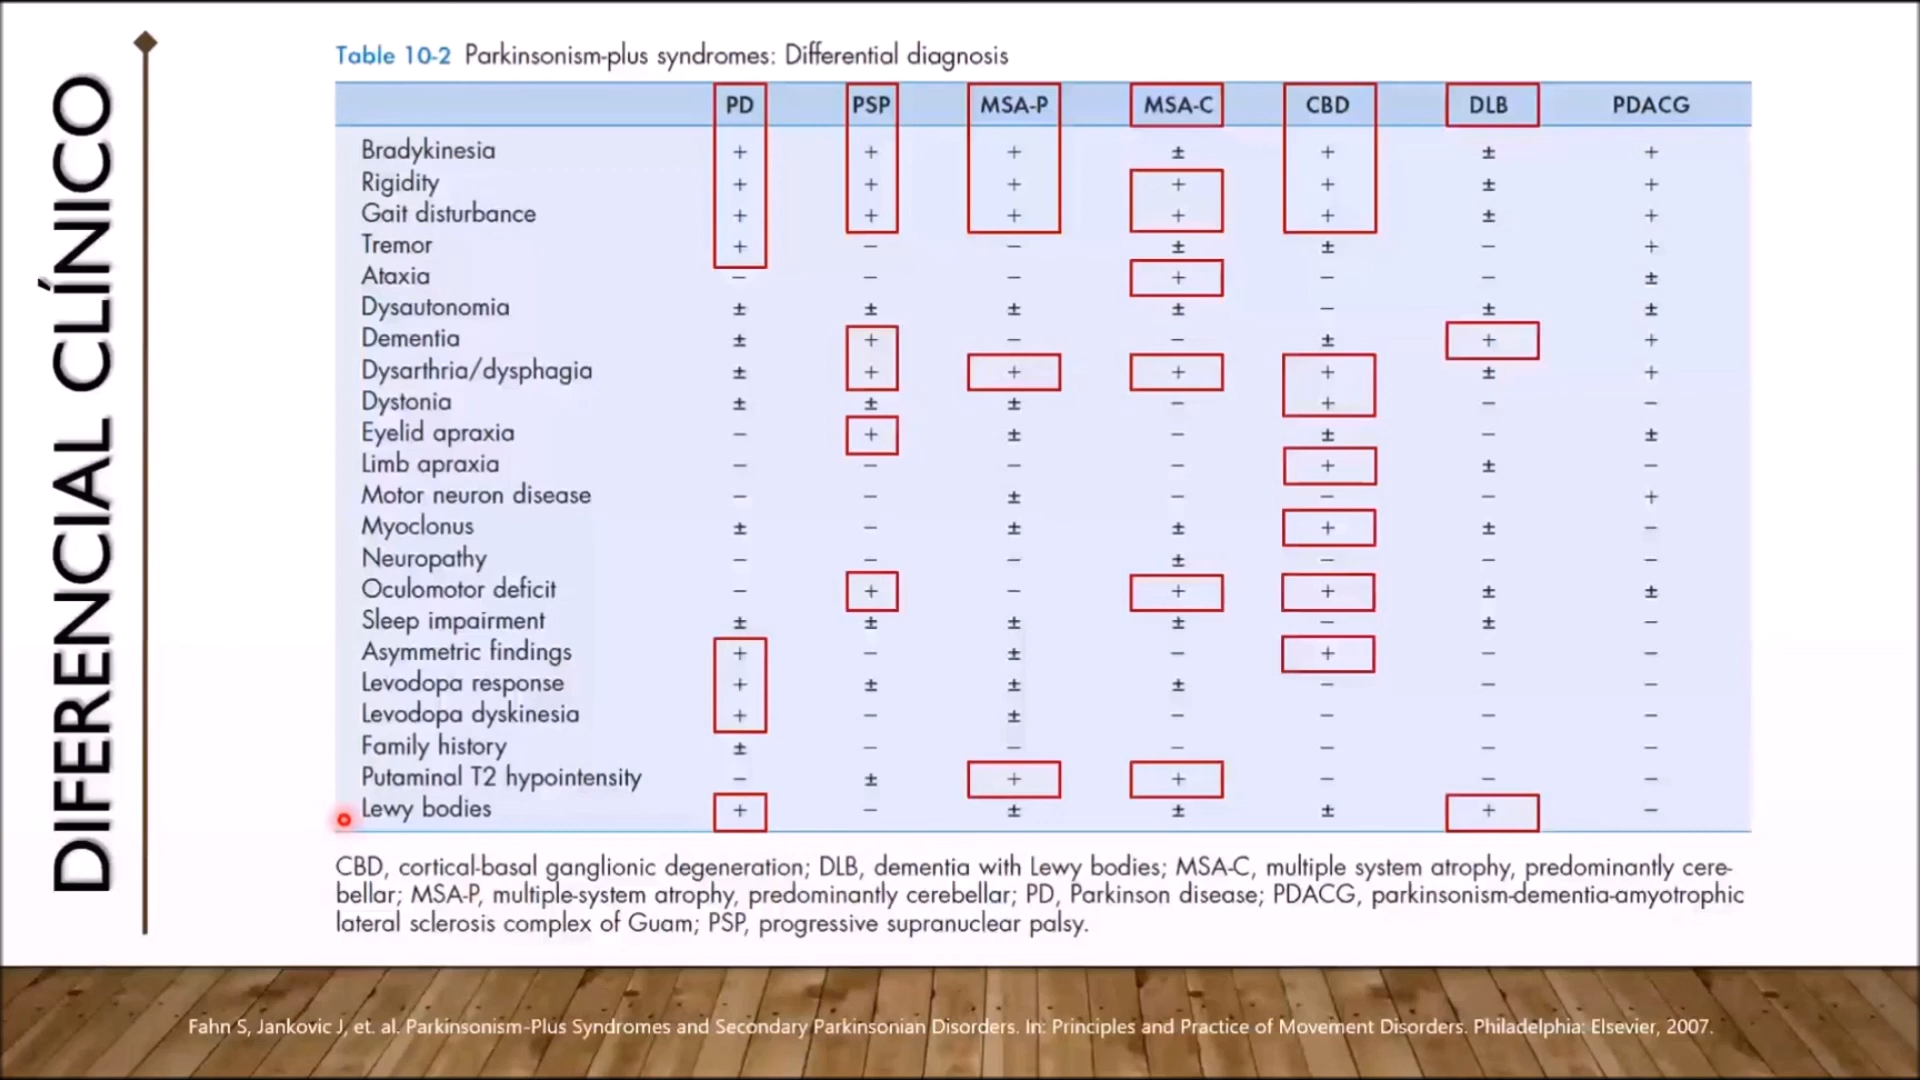 DIFERENCIAL CLÍNICO
Table 10-2 Parkinsonism-plus syndromes: Differential diagnosis
PD PSP MSA-P MSA-C CBD DLB PDACG
Bradykinesia + + + ± + ± +
Rigidity + + + + + ± +
Gait disturbance + + + + + ± +
Tremor + − − ± ± − +
Ataxia − − − + − − ±
Dysautonomia ± ± ± ± − ± ±
Dementia ± + − − ± + +
Dysarthria/dysphagia ± + + + + ± +
Dystonia ± ± ± − + − −
Eyelid apraxia − + ± − ± − ±
Limb apraxia − − − − + ± −
Motor neuron disease − − ± − − − +
Myoclonus ± − ± ± + ± −
Neuropathy − − − ± − − −
Oculomotor deficit − + − + + ± ±
Sleep impairment ± ± ± ± − ± −
Asymmetric findings + − ± − + − −
Levodopa response + ± ± ± − − −
Levodopa dyskinesia + − ± − − − −
Family history ± − − − − − −
Putaminal T2 hypointensity − ± + + − − −
Lewy bodies + − ± ± ± + −
CBD, cortical-basal ganglionic degeneration; DLB, dementia with Lewy bodies; MSA-C, multiple system atrophy, predominantly cere-
bellar; MSA-P, multiple-system atrophy, predominantly cerebellar; PD, Parkinson disease; PDACG, parkinsonism-dementia-amyotrophic
lateral sclerosis complex of Guam; PSP, progressive supranuclear palsy.
Fahn S, Jankovic J, et. al. Parkinsonism-Plus Syndromes and Secondary Parkinsonian Disorders. In: Principles and Practice of Movement Disorders. Philadelphia: Elsevier, 2007.